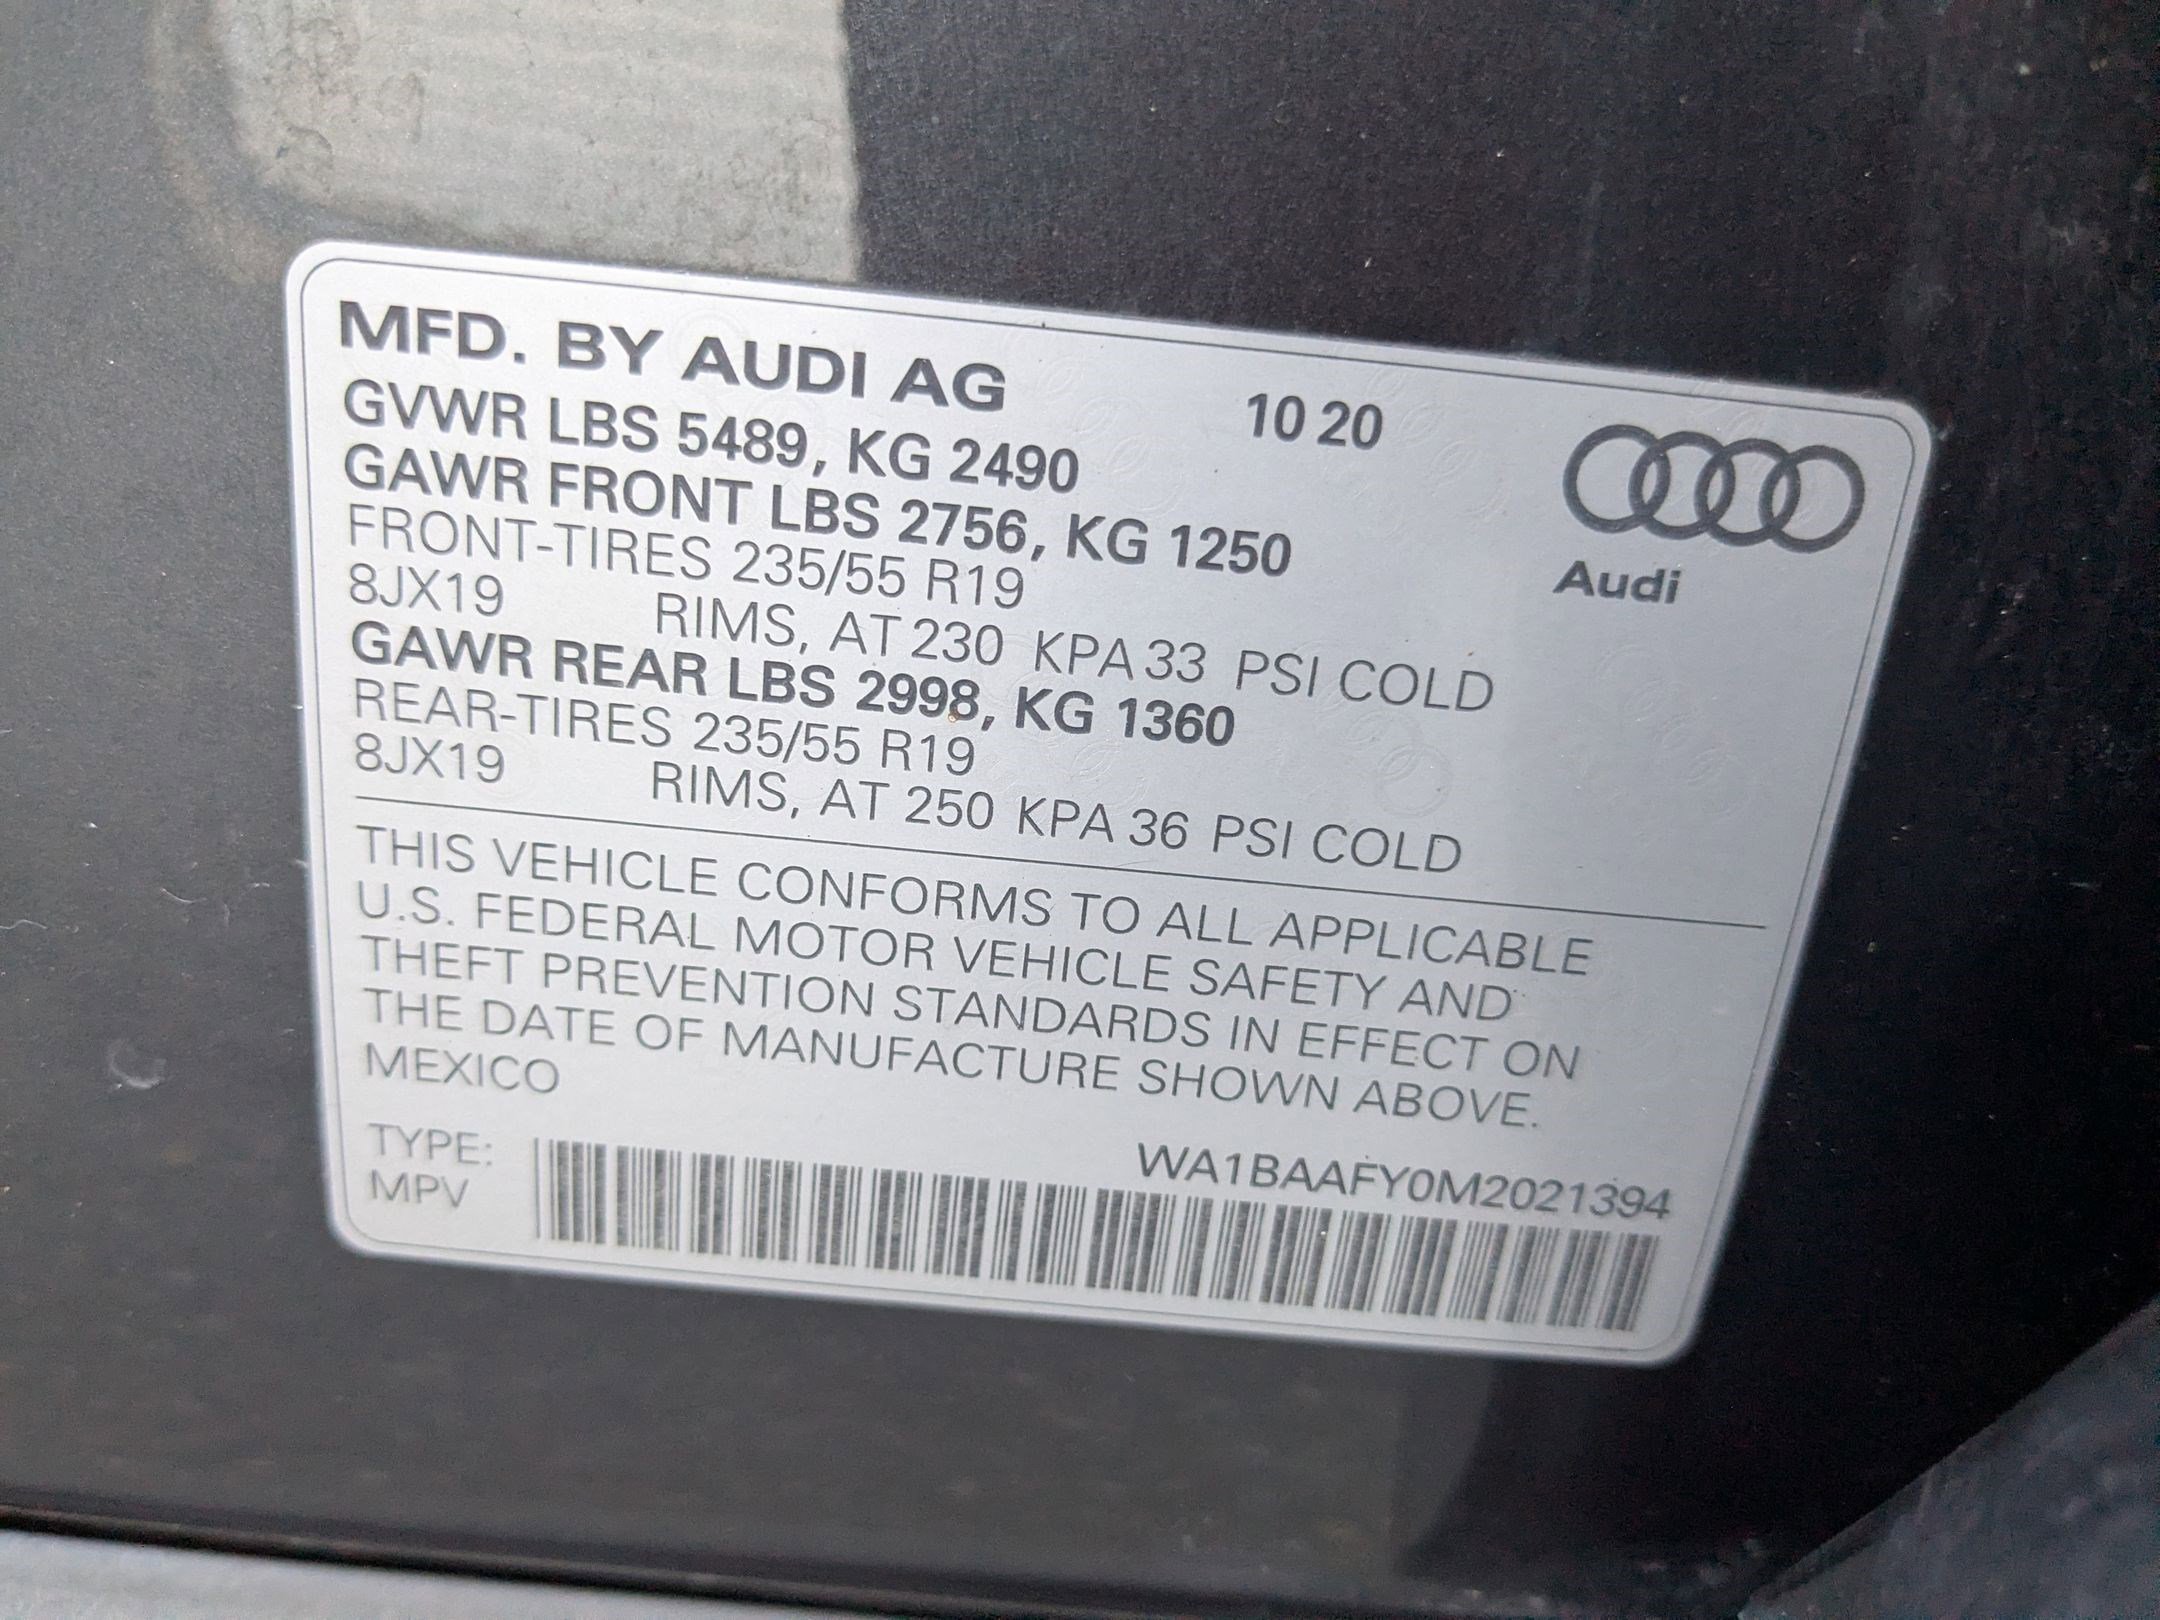 MFD. BY AUDI AG 10 20
GVWR LBS 5489, KG 2490
GAWR FRONT LBS 2756, KG 1250
FRONT-TIRES 235/55 R19
8JX19 RIMS, AT 230 KPA 33 PSI COLD
GAWR REAR LBS 2998, KG 1360
REAR-TIRES 235/55 R19
8JX19 RIMS, AT 250 KPA 36 PSI COLD
Audi
THIS VEHICLE CONFORMS TO ALL APPLICABLE
U.S. FEDERAL MOTOR VEHICLE SAFETY AND
THEFT PREVENTION STANDARDS IN EFFECT ON
THE DATE OF MANUFACTURE SHOWN ABOVE.
MEXICO
TYPE: WA1BAAFY0M2021394
MPV